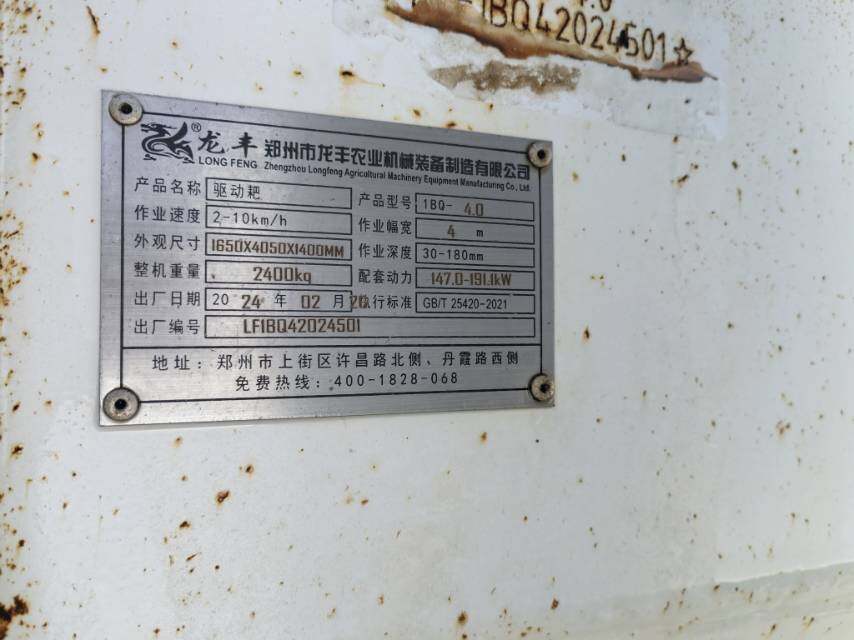 1BQ42024501☆
® 龙丰 郑州市龙丰农业机械装备制造有限公司
LONG FENG Zhengzhou Longfeng Agricultural Machinery Equipment Manufacturing Co., Ltd.
产品名称 驱动耙 产品型号 1BQ- 4.0
作业速度 2-10km/h 作业幅宽 4 m
外观尺寸 1650X4050X1400MM 作业深度 30-180mm
整机重量 2400kg 配套动力 147.0-191.1kW
出厂日期 20 24 年 02 月 20 执行标准 GB/T 25420-2021
出厂编号 LF1BQ42024501
地址：郑州市上街区许昌路北侧、丹霞路西侧
免费热线：400-1828-068